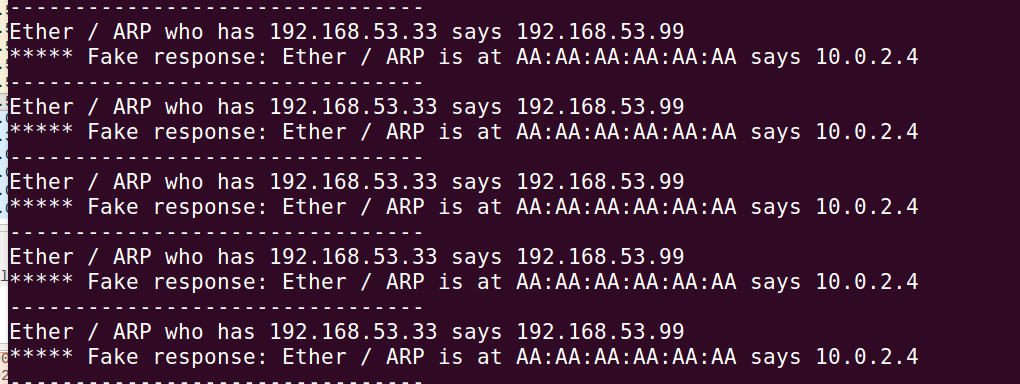 ---------------------------------
Ether / ARP who has 192.168.53.33 says 192.168.53.99
***** Fake response: Ether / ARP is at AA:AA:AA:AA:AA:AA says 10.0.2.4
---------------------------------
Ether / ARP who has 192.168.53.33 says 192.168.53.99
***** Fake response: Ether / ARP is at AA:AA:AA:AA:AA:AA says 10.0.2.4
---------------------------------
Ether / ARP who has 192.168.53.33 says 192.168.53.99
***** Fake response: Ether / ARP is at AA:AA:AA:AA:AA:AA says 10.0.2.4
---------------------------------
Ether / ARP who has 192.168.53.33 says 192.168.53.99
***** Fake response: Ether / ARP is at AA:AA:AA:AA:AA:AA says 10.0.2.4
---------------------------------
Ether / ARP who has 192.168.53.33 says 192.168.53.99
***** Fake response: Ether / ARP is at AA:AA:AA:AA:AA:AA says 10.0.2.4
---------------------------------